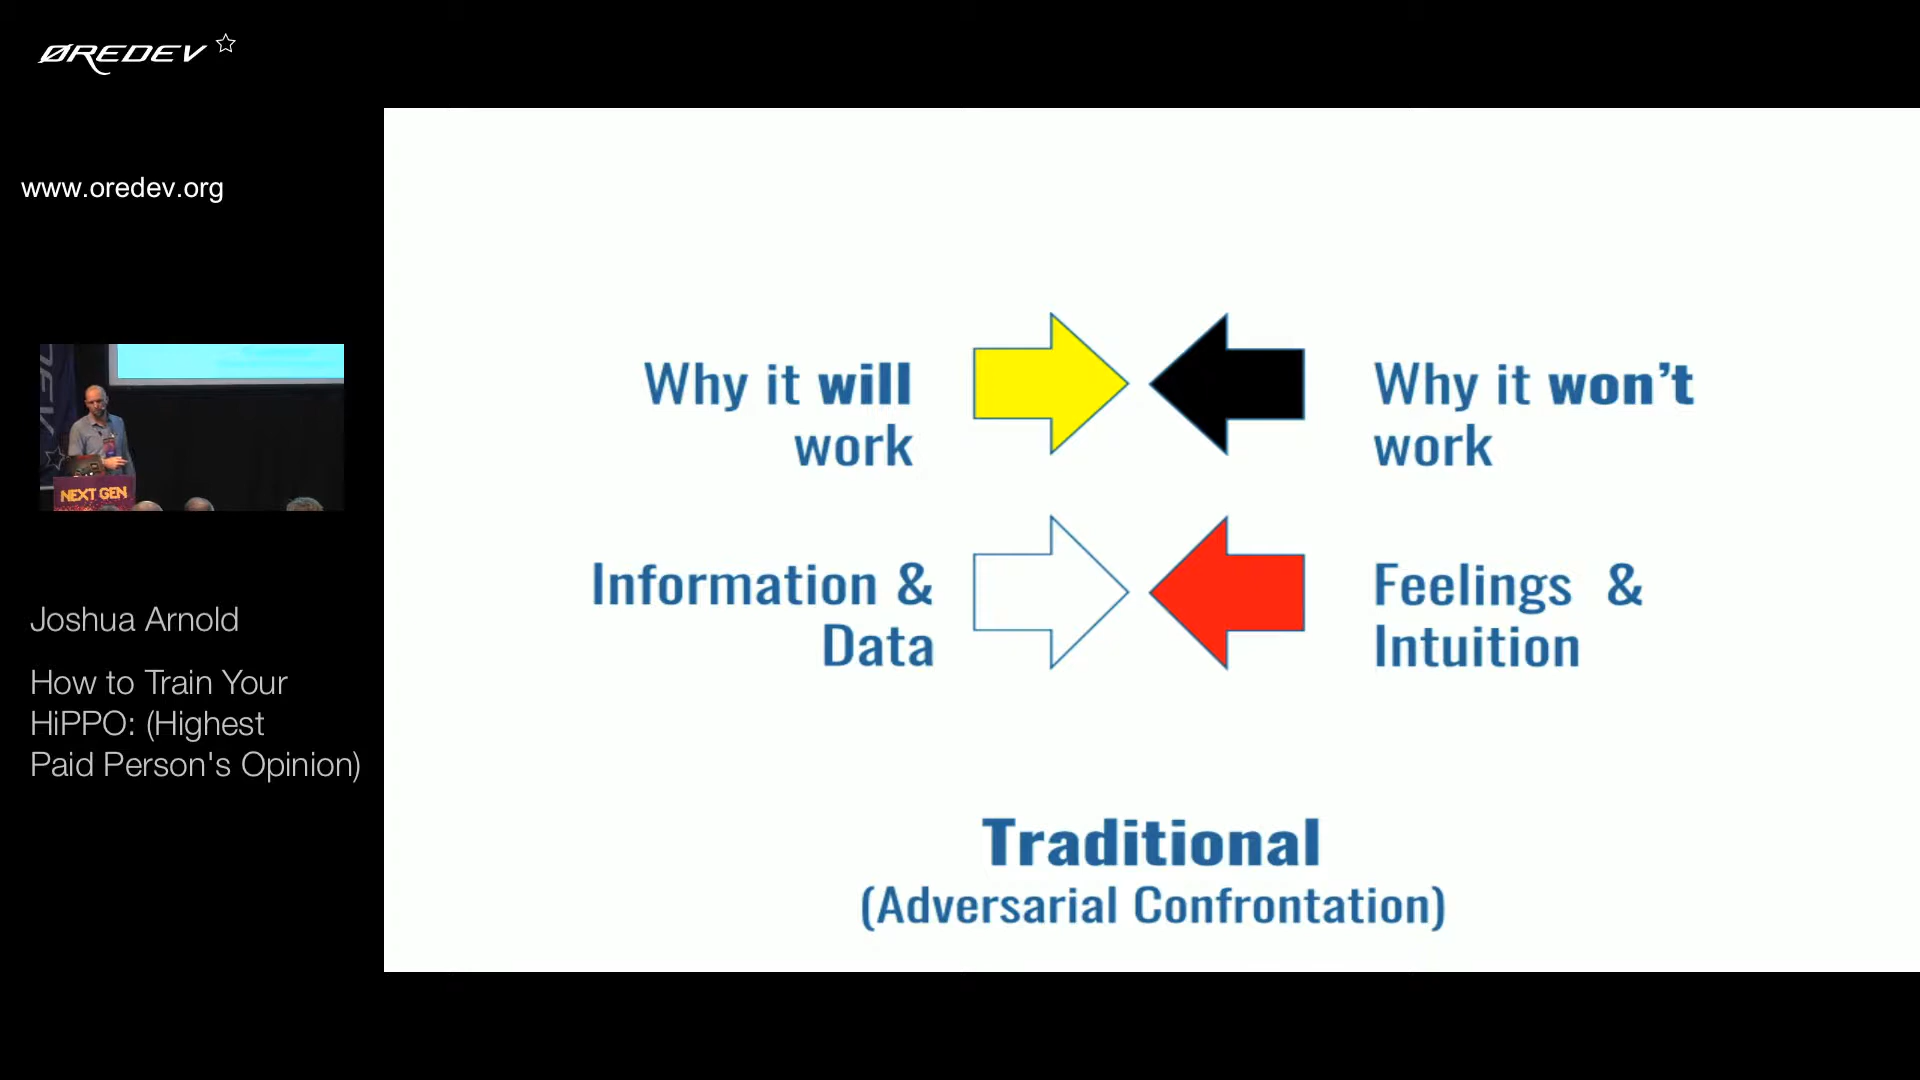 ØREDEV
www.oredev.org
NEXT GEN
Joshua Arnold
How to Train Your
HiPPO: (Highest
Paid Person's Opinion)
Why it will
work
Why it won't
work
Information &
Data
Feelings &
Intuition
Traditional
(Adversarial Confrontation)